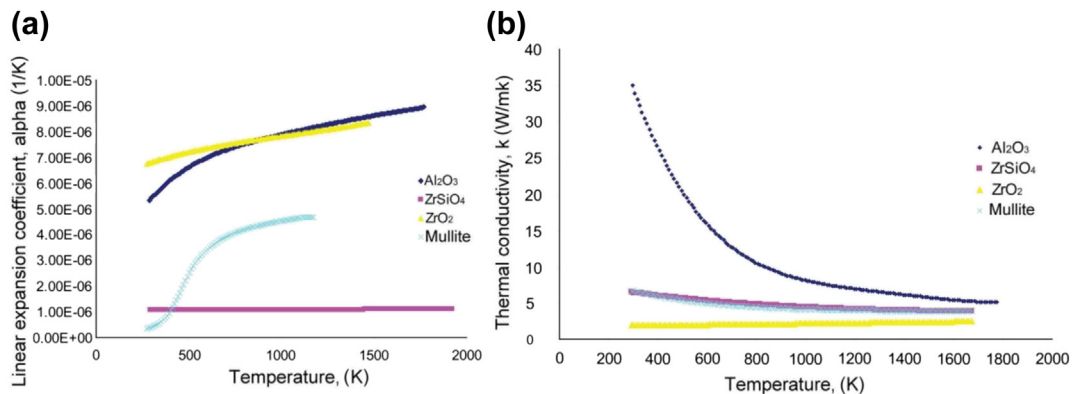 (a)
Linear expansion coefficient, alpha (1/K)
1.00E-05
9.00E-06
8.00E-06
7.00E-06
6.00E-06
5.00E-06
4.00E-06
3.00E-06
2.00E-06
1.00E-06
0.00E+00
0
500
1000
1500
2000
Temperature, (K)
Al₂O₃
ZrSiO₄
ZrO₂
Mullite
(b)
Thermal conductivity, k (W/mk)
40
35
30
25
20
15
10
5
0
0
200
400
600
800
1000
1200
1400
1600
1800
2000
Temperature, (K)
Al₂O₃
ZrSiO₄
ZrO₂
Mullite